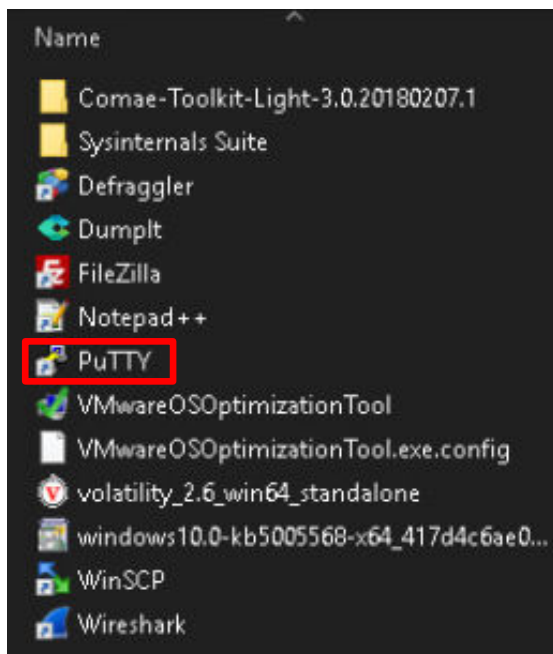 Name
Comae-Toolkit-Light-3.0.20180207.1
Sysinternals Suite
Defraggler
DumpIt
FileZilla
Notepad++
PuTTY
VMwareOSOptimizationTool
VMwareOSOptimizationTool.exe.config
volatility_2.6_win64_standalone
windows10.0-kb5005568-x64_417d4c6ae0...
WinSCP
Wireshark